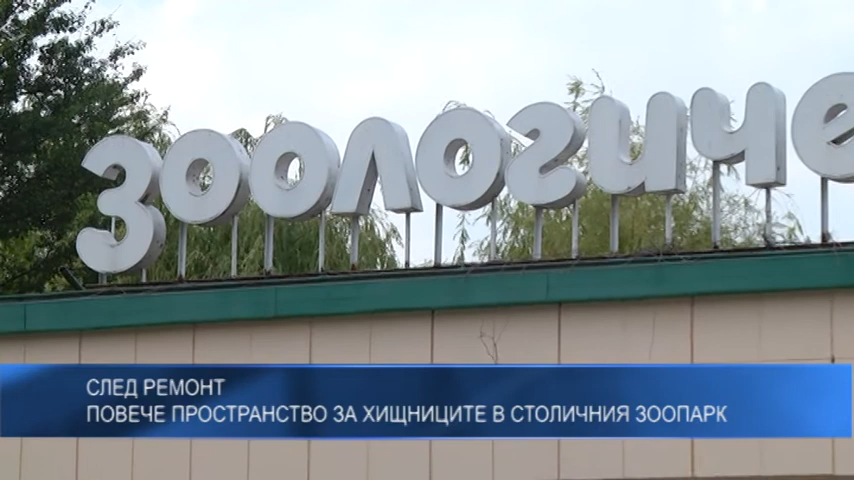 зоологиче
СЛЕД РЕМОНТ
ПОВЕЧЕ ПРОСТРАНСТВО ЗА ХИЩНИЦИТЕ В СТОЛИЧНИЯ ЗООПАРК